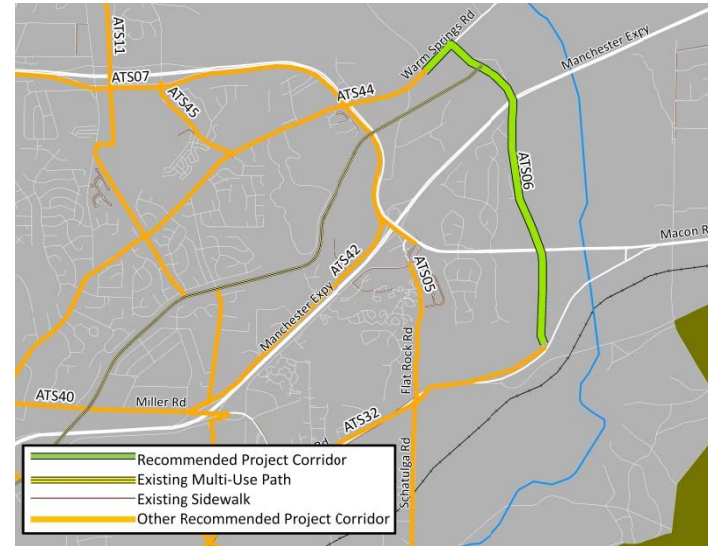 ATS11
Warm Springs Rd
Manchester Expy
ATS07
ATS45
ATS44
ATS06
Macon R
ATS42
ATS05
Manchester Expy
Flat Rock Rd
ATS40
Miller Rd
ATS32
Rd
Schatulga Rd
Recommended Project Corridor
Existing Multi-Use Path
Existing Sidewalk
Other Recommended Project Corridor